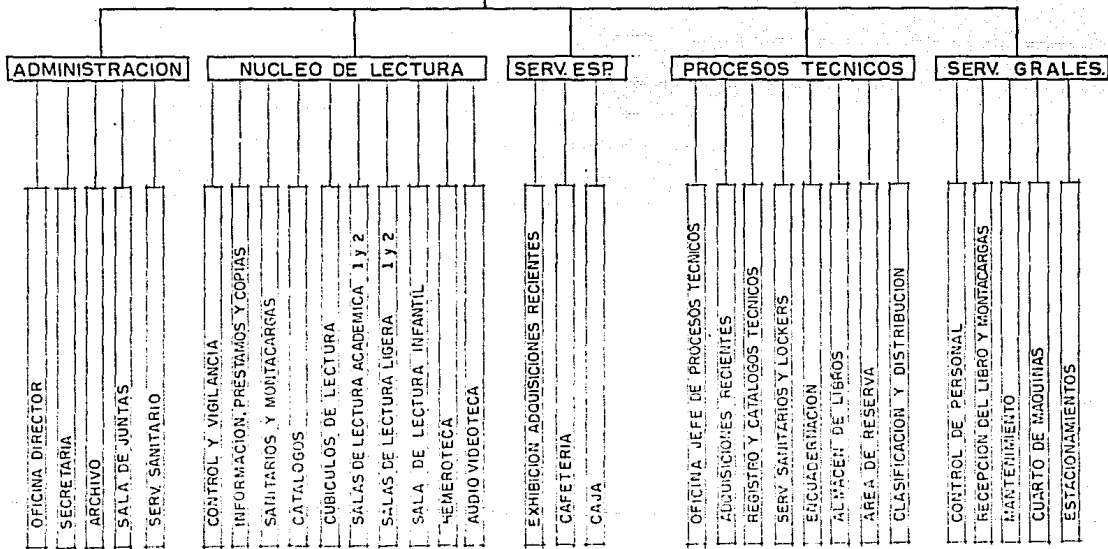 ADMINISTRACION
NUCLEO DE LECTURA
SERV. ESP.
PROCESOS TECNICOS
SERV. GRALES.
OFICINA DIRECTOR
SECRETARIA
ARCHIVO
SALA DE JUNTAS
SERV. SANITARIO
CONTROL Y VIGILANCIA
INFORMACION, PRESTAMOS Y COPIAS
SANITARIOS Y MONTACARGAS
CATALOGOS
CUBICULOS DE LECTURA
SALAS DE LECTURA ACADEMICA 1 y 2
SALAS DE LECTURA LIGERA 1 y 2
SALA DE LECTURA INFANTIL
HEMEROTECA
AUDIO VIDEOTECA
EXHIBICION ADQUISICIONES RECIENTES
CAFETERIA
CAJA
OFICINA JEFE DE PROCESOS TECNICOS
ADQUISICIONES RECIENTES
REGISTRO Y CATALOGOS TECNICOS
SERV. SANITARIOS Y LOCKERS
ENCUADERNACION
ALMACEN DE LIBROS
AREA DE RESERVA
CLASIFICACION Y DISTRIBUCION
CONTROL DE PERSONAL
RECEPCION DEL LIBRO Y MONTACARGAS
MANTENIMIENTO
CUARTO DE MAQUINAS
ESTACIONAMIENTOS